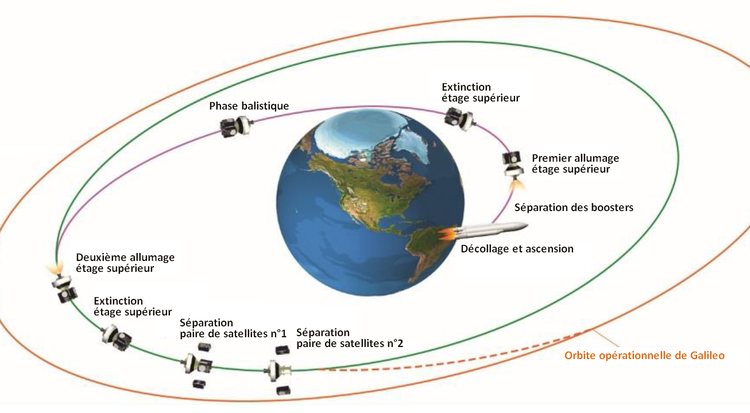 Extinction
étage supérieur
Phase balistique
Premier allumage
étage supérieur
Séparation des boosters
Décollage et ascension
Deuxième allumage
étage supérieur
Extinction
étage supérieur
Séparation
paire de satellites n°1
Séparation
paire de satellites n°2
Orbite opérationnelle de Galileo